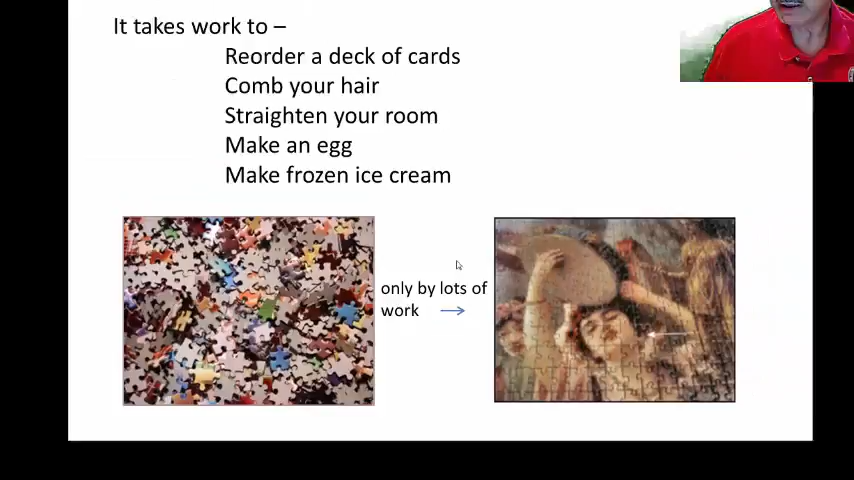 It takes work to –
Reorder a deck of cards
Comb your hair
Straighten your room
Make an egg
Make frozen ice cream
only by lots of
work